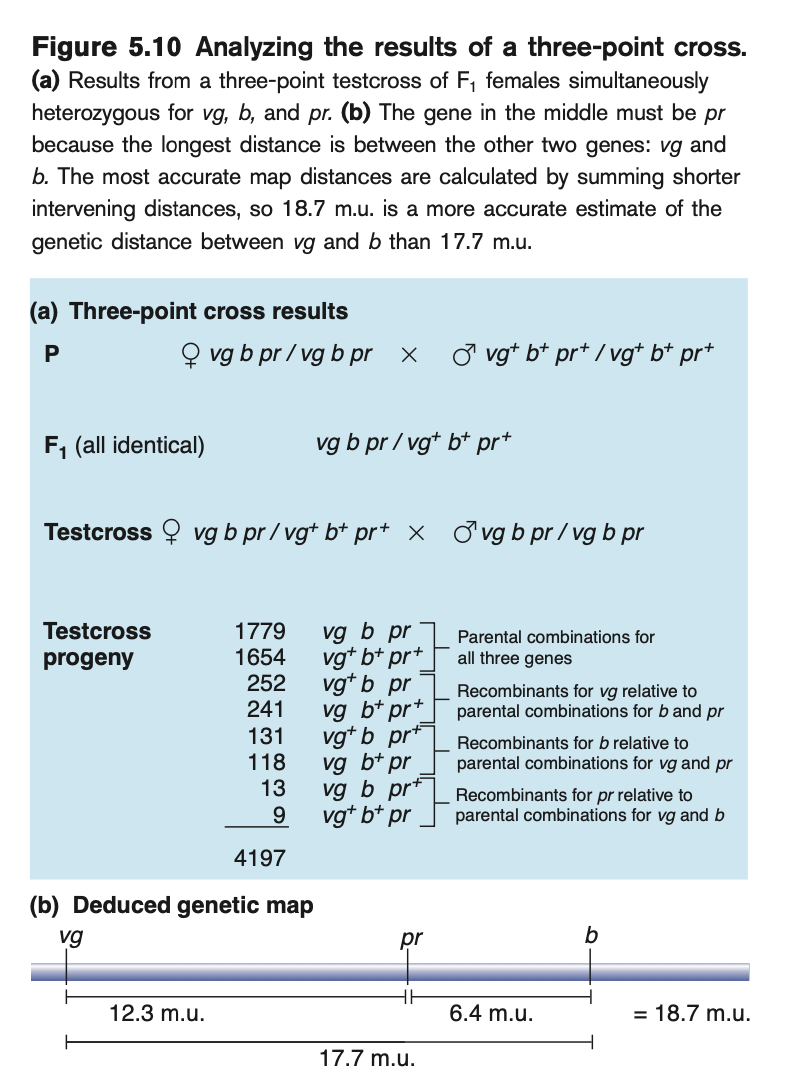 Figure 5.10 Analyzing the results of a three-point cross.
(a) Results from a three-point testcross of F₁ females simultaneously
heterozygous for vg, b, and pr. (b) The gene in the middle must be pr
because the longest distance is between the other two genes: vg and
b. The most accurate map distances are calculated by summing shorter
intervening distances, so 18.7 m.u. is a more accurate estimate of the
genetic distance between vg and b than 17.7 m.u.
(a) Three-point cross results
P ♀ vg b pr / vg b pr × ♂ vg⁺ b⁺ pr⁺ / vg⁺ b⁺ pr⁺
F₁ (all identical) vg b pr / vg⁺ b⁺ pr⁺
Testcross ♀ vg b pr / vg⁺ b⁺ pr⁺ × ♂ vg b pr / vg b pr
Testcross progeny
1779 vg b pr
1654 vg⁺ b⁺ pr⁺
Parental combinations for
all three genes
252 vg⁺ b pr
241 vg b⁺ pr⁺
Recombinants for vg relative to
parental combinations for b and pr
131 vg⁺ b pr⁺
118 vg b⁺ pr
Recombinants for b relative to
parental combinations for vg and pr
13 vg b pr⁺
9 vg⁺ b⁺ pr
Recombinants for pr relative to
parental combinations for vg and b
4197
(b) Deduced genetic map
vg pr b
12.3 m.u. 6.4 m.u. = 18.7 m.u.
17.7 m.u.